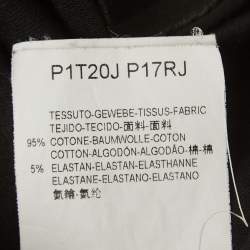 P1T20J P17RJ
TESSUTO-GEWEBE-TISSUS-FABRIC
TEJIDO-TECIDO-面料-面料
95% COTONE-BAUMWOLLE-COTON
COTTON-ALGODÓN-ALGODÃO-棉-棉
5% ELASTAN-ELASTAN-ELASTHANNE
ELASTANE-ELASTANO-ELASTANO
氨綸-氨纶